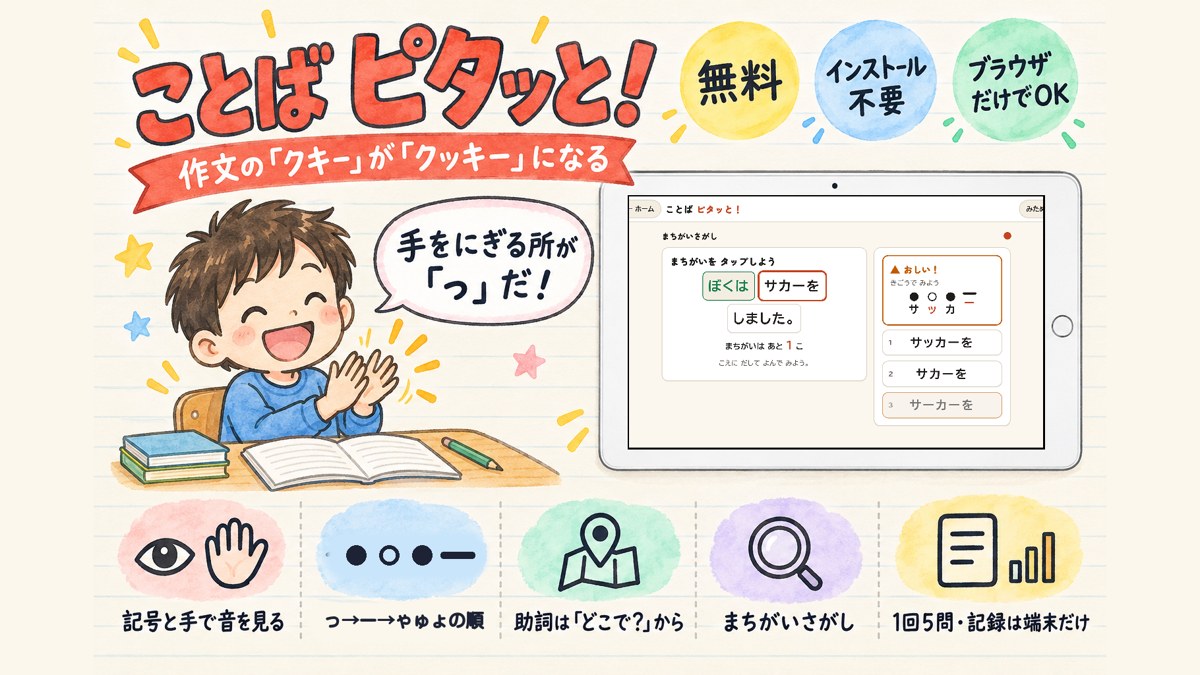 ことば ピタッと!
作文の「クキー」が「クッキー」になる
無料
インストール
不要
ブラウザ
だけでOK
手をにぎる所が
「っ」だ!
← ホーム
ことば ピタッと!
みため
まちがいさがし
まちがいを タップしよう
ぼくは
サカーを
しました。
まちがいは あと 1 こ
こえに だして よんで みよう。
▲ おしい!
きごうで みよう
● ○ ● ー
サ ッ カ ー
1 サッカーを
2 サカーを
3 サーカーを
記号と手で音を見る
っ→ー→ゃゅょの順
助詞は「どこで?」から
まちがいさがし
1回5問・記録は端末だけ